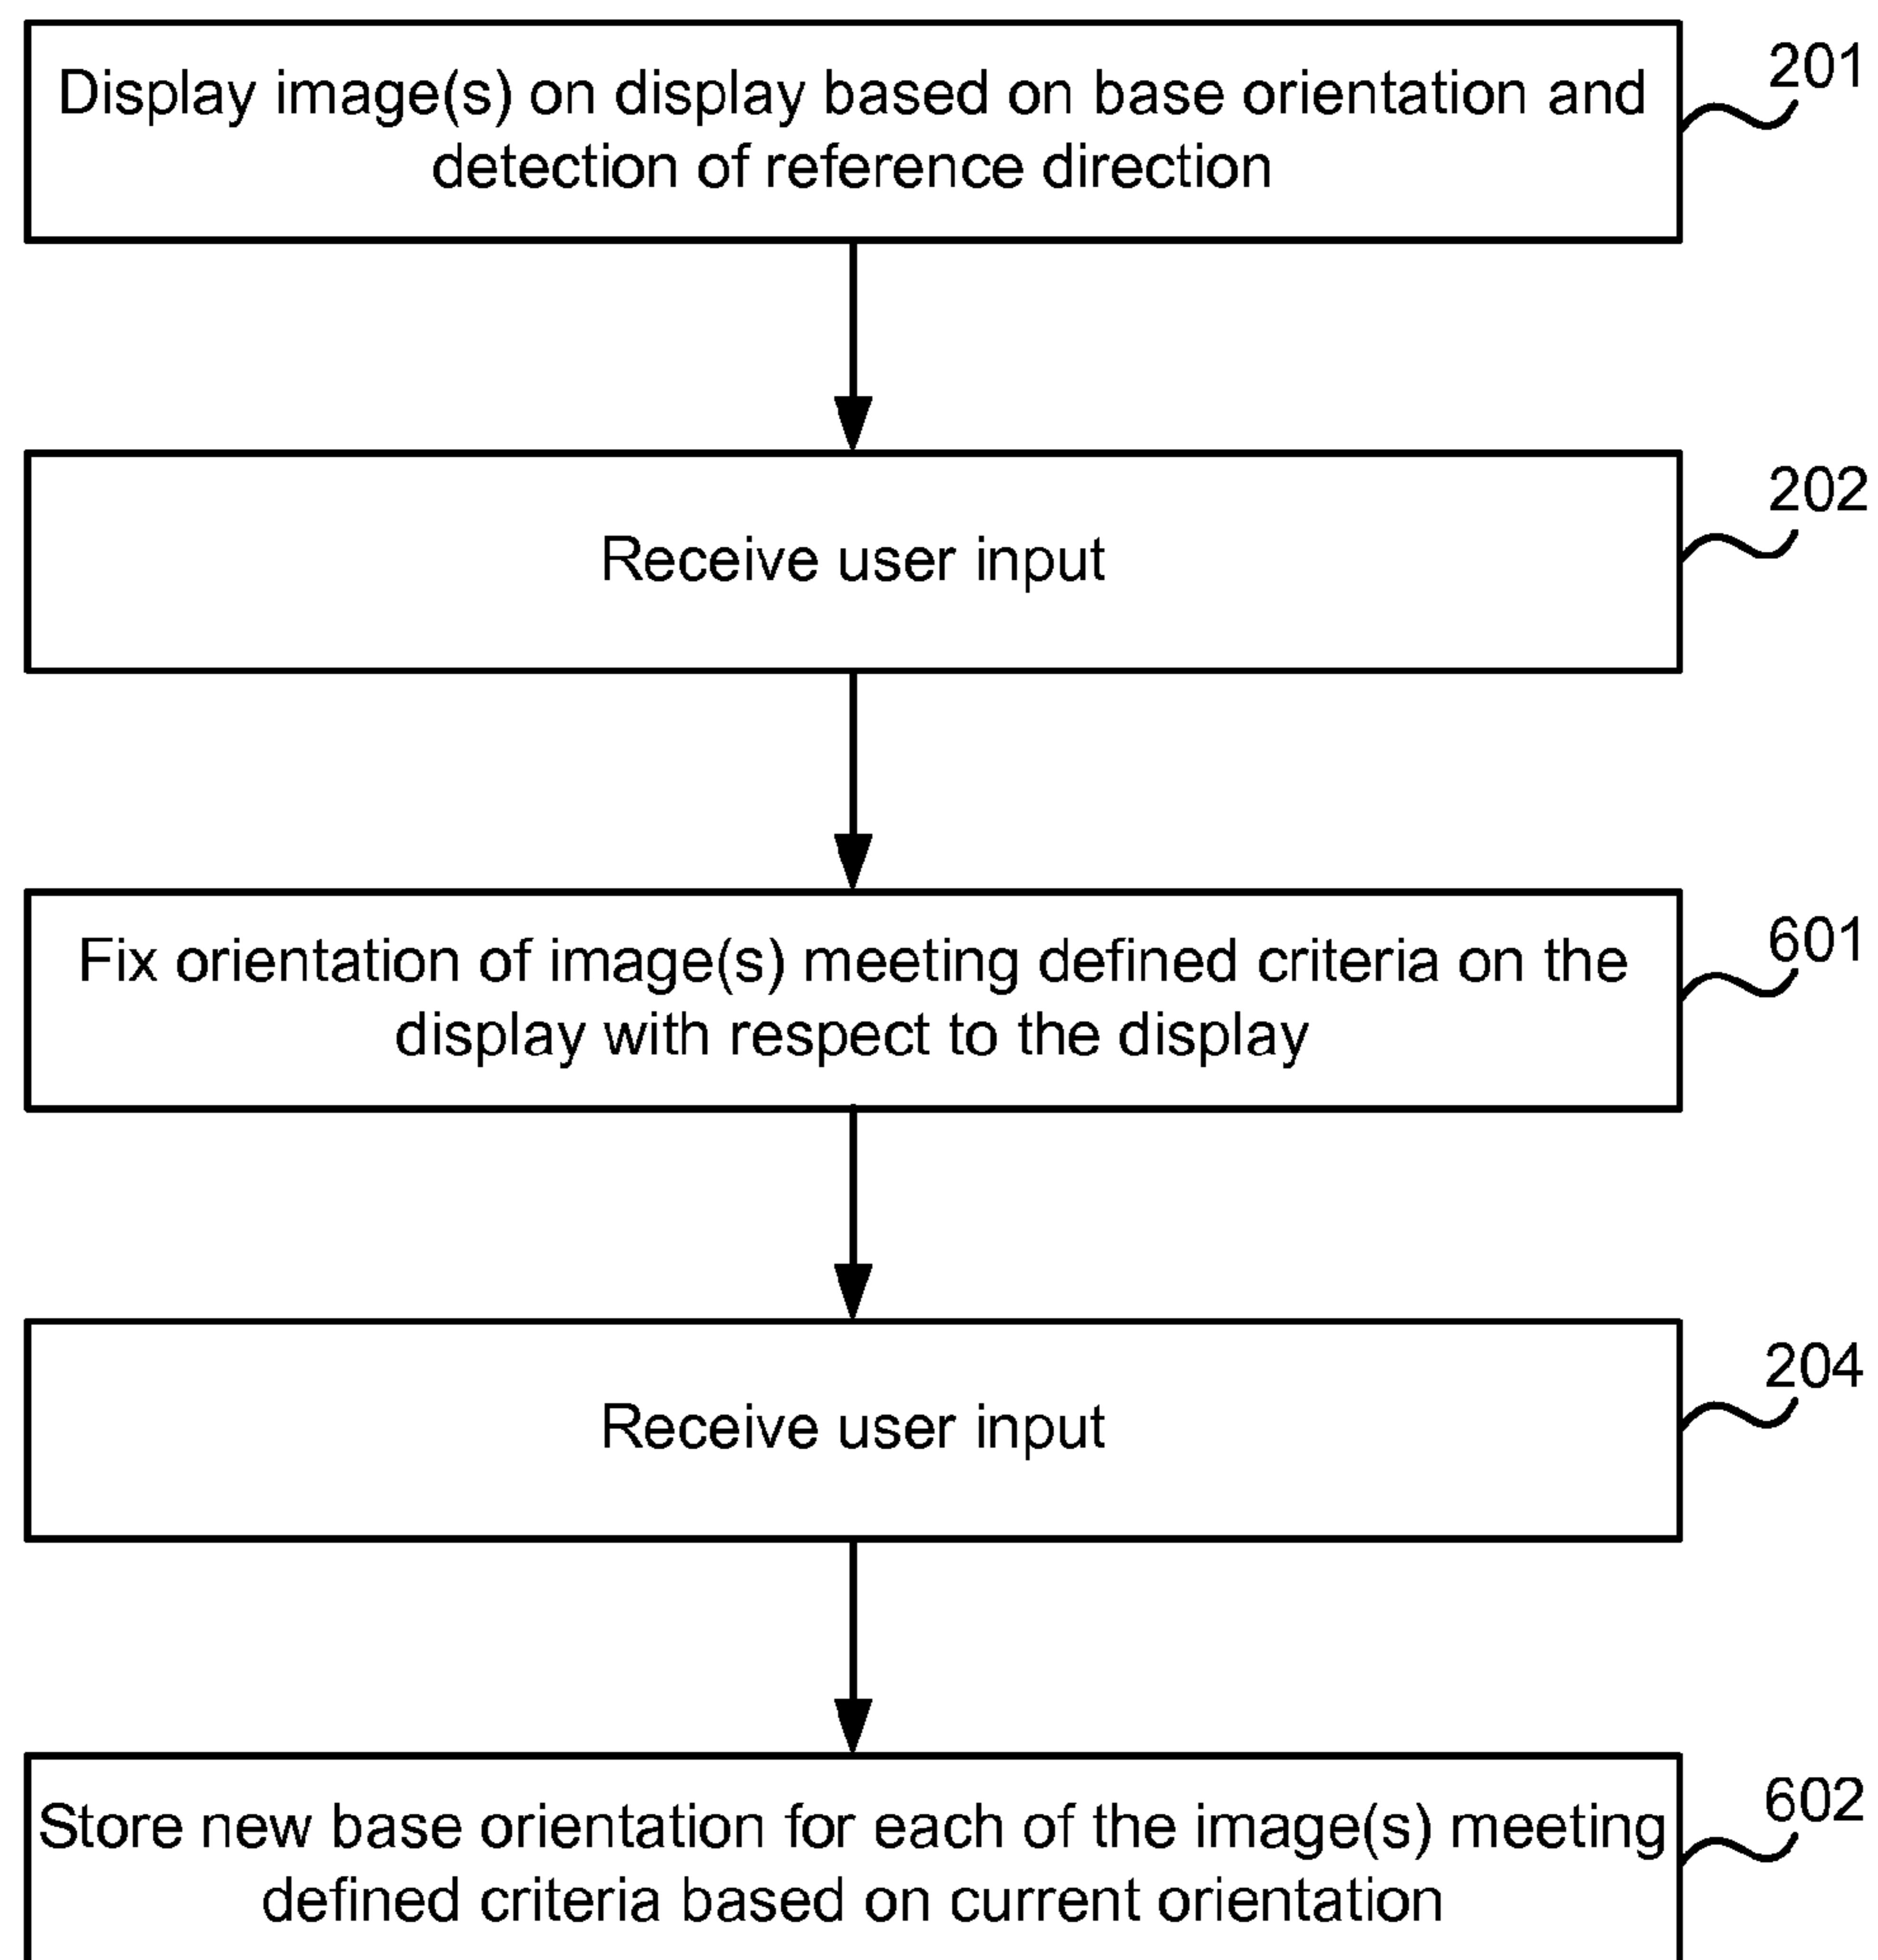 Display image(s) on display based on base orientation and
detection of reference direction
201
Receive user input
202
Fix orientation of image(s) meeting defined criteria on the
display with respect to the display
601
Receive user input
204
Store new base orientation for each of the image(s) meeting
defined criteria based on current orientation
602